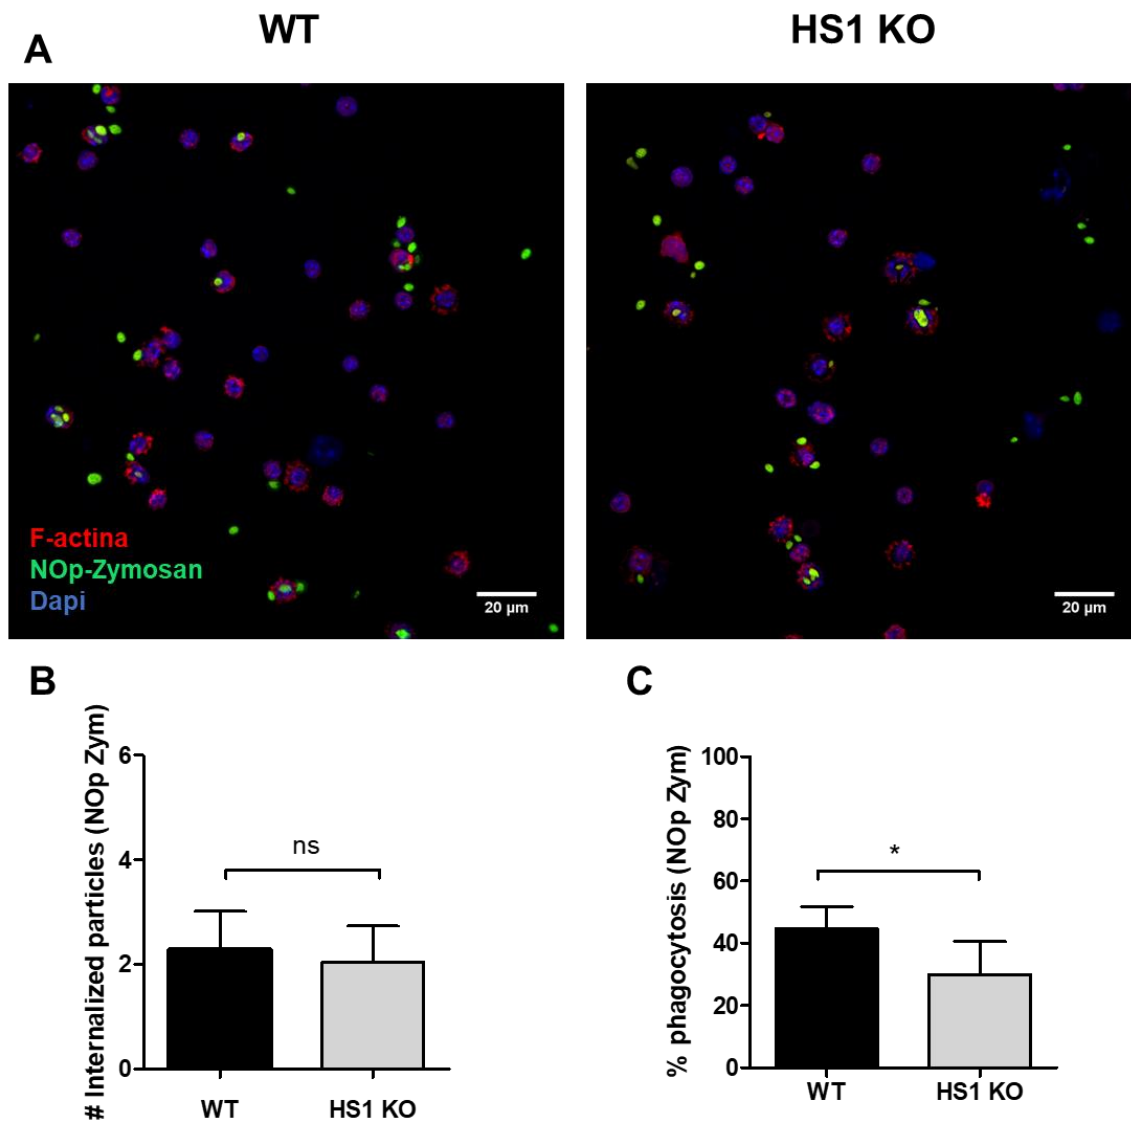 A
WT
HS1 KO
F-actina
NOp-Zymosan
Dapi
20 µm
20 µm
B
# Internalized particles (NOp Zym)
6
4
2
0
ns
WT
HS1 KO
C
% phagocytosis (NOp Zym)
100
80
60
40
20
0
*
WT
HS1 KO